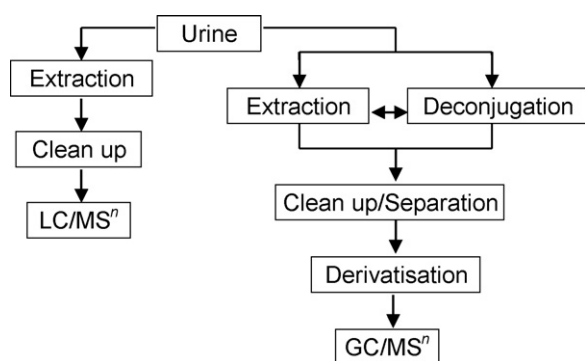 Urine
Extraction
Clean up
LC/MSⁿ
Extraction
Deconjugation
Clean up/Separation
Derivatisation
GC/MSⁿ